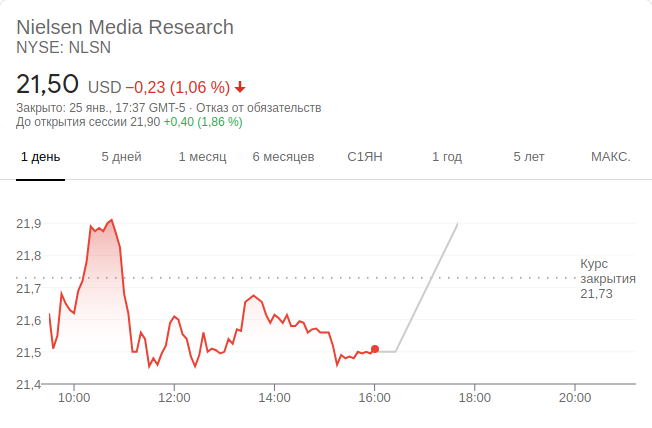 Nielsen Media Research
NYSE: NLSN
21,50 USD −0,23 (1,06 %)
Закрыто: 25 янв., 17:37 GMT-5 · Отказ от обязательств
До открытия сессии 21,90 +0,40 (1,86 %)
1 день 5 дней 1 месяц 6 месяцев С1ЯН 1 год 5 лет МАКС.
21,9
21,8
21,7
21,6
21,5
21,4
Курс
закрытия
21,73
10:00 12:00 14:00 16:00 18:00 20:00